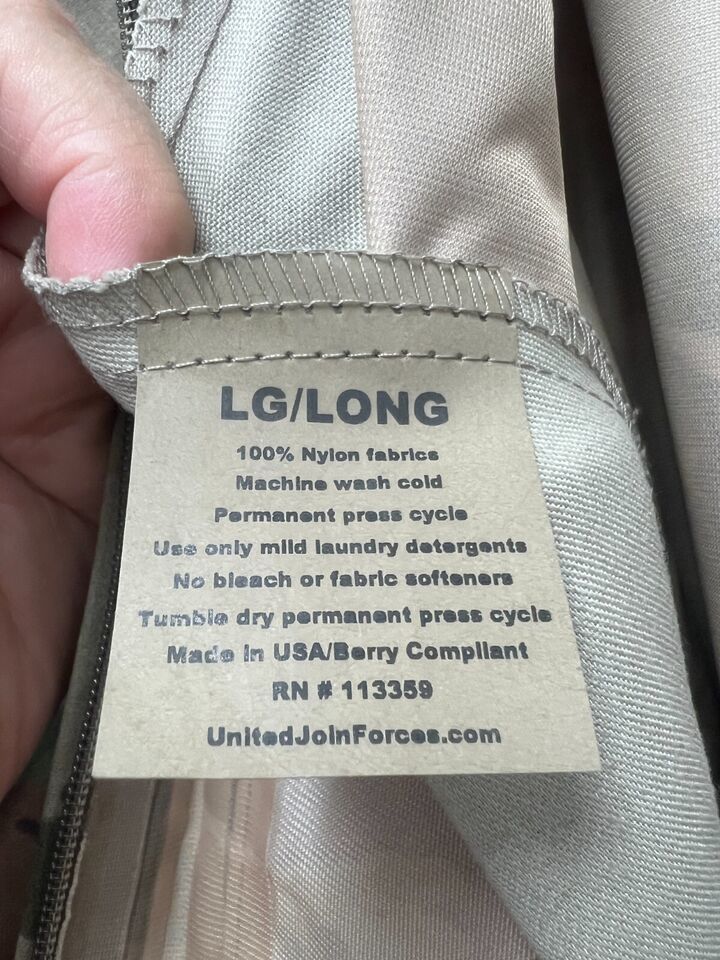 LG/LONG
100% Nylon fabrics
Machine wash cold
Permanent press cycle
Use only mild laundry detergents
No bleach or fabric softeners
Tumble dry permanent press cycle
Made in USA/Berry Compliant
RN # 113359
UnitedJoinForces.com